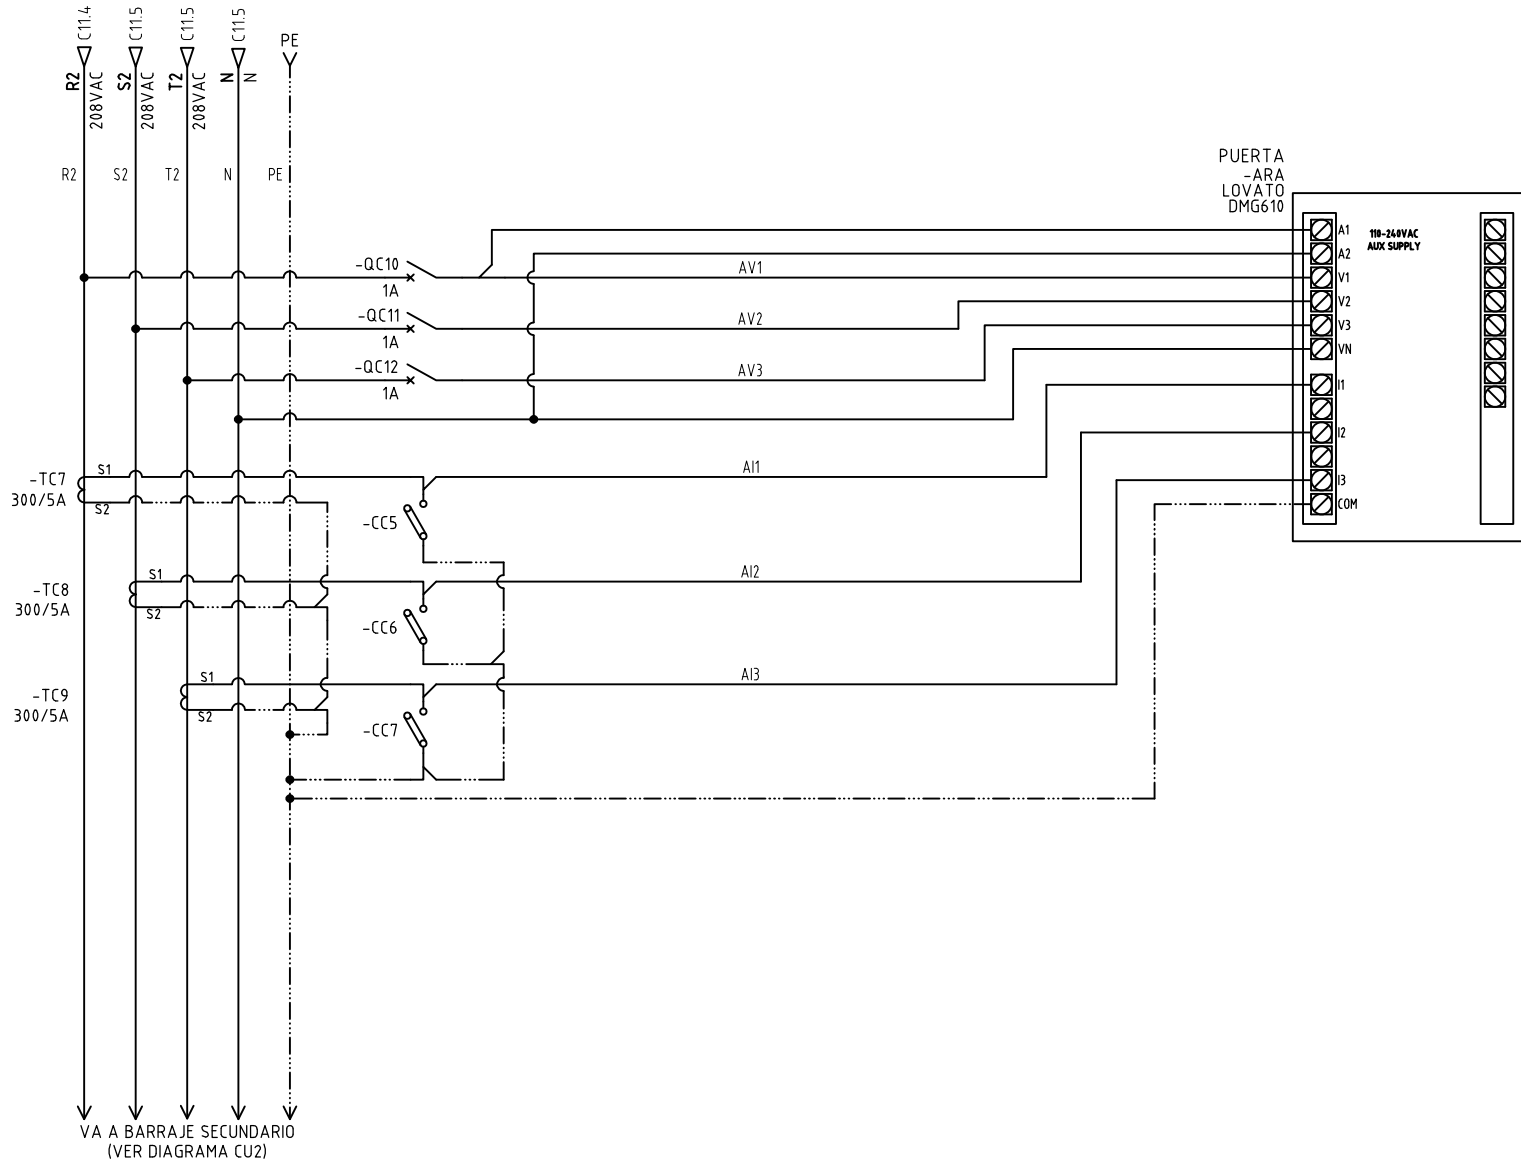 C11.4
C11.5
C11.5
C11.5
PE
R2
208VAC
S2
208VAC
T2
208VAC
N
N
R2
S2
T2
N
PE
PUERTA
-ARA
LOVATO
DMG610
A1
110-240VAC
AUX SUPPLY
A2
V1
V2
V3
VN
I1
I2
I3
COM
-QC10
1A
AV1
-QC11
1A
AV2
-QC12
1A
AV3
-TC7
300/5A
S1
S2
-CC5
AI1
-TC8
300/5A
S1
S2
-CC6
AI2
-TC9
300/5A
S1
S2
-CC7
AI3
VA A BARRAJE SECUNDARIO
(VER DIAGRAMA CU2)